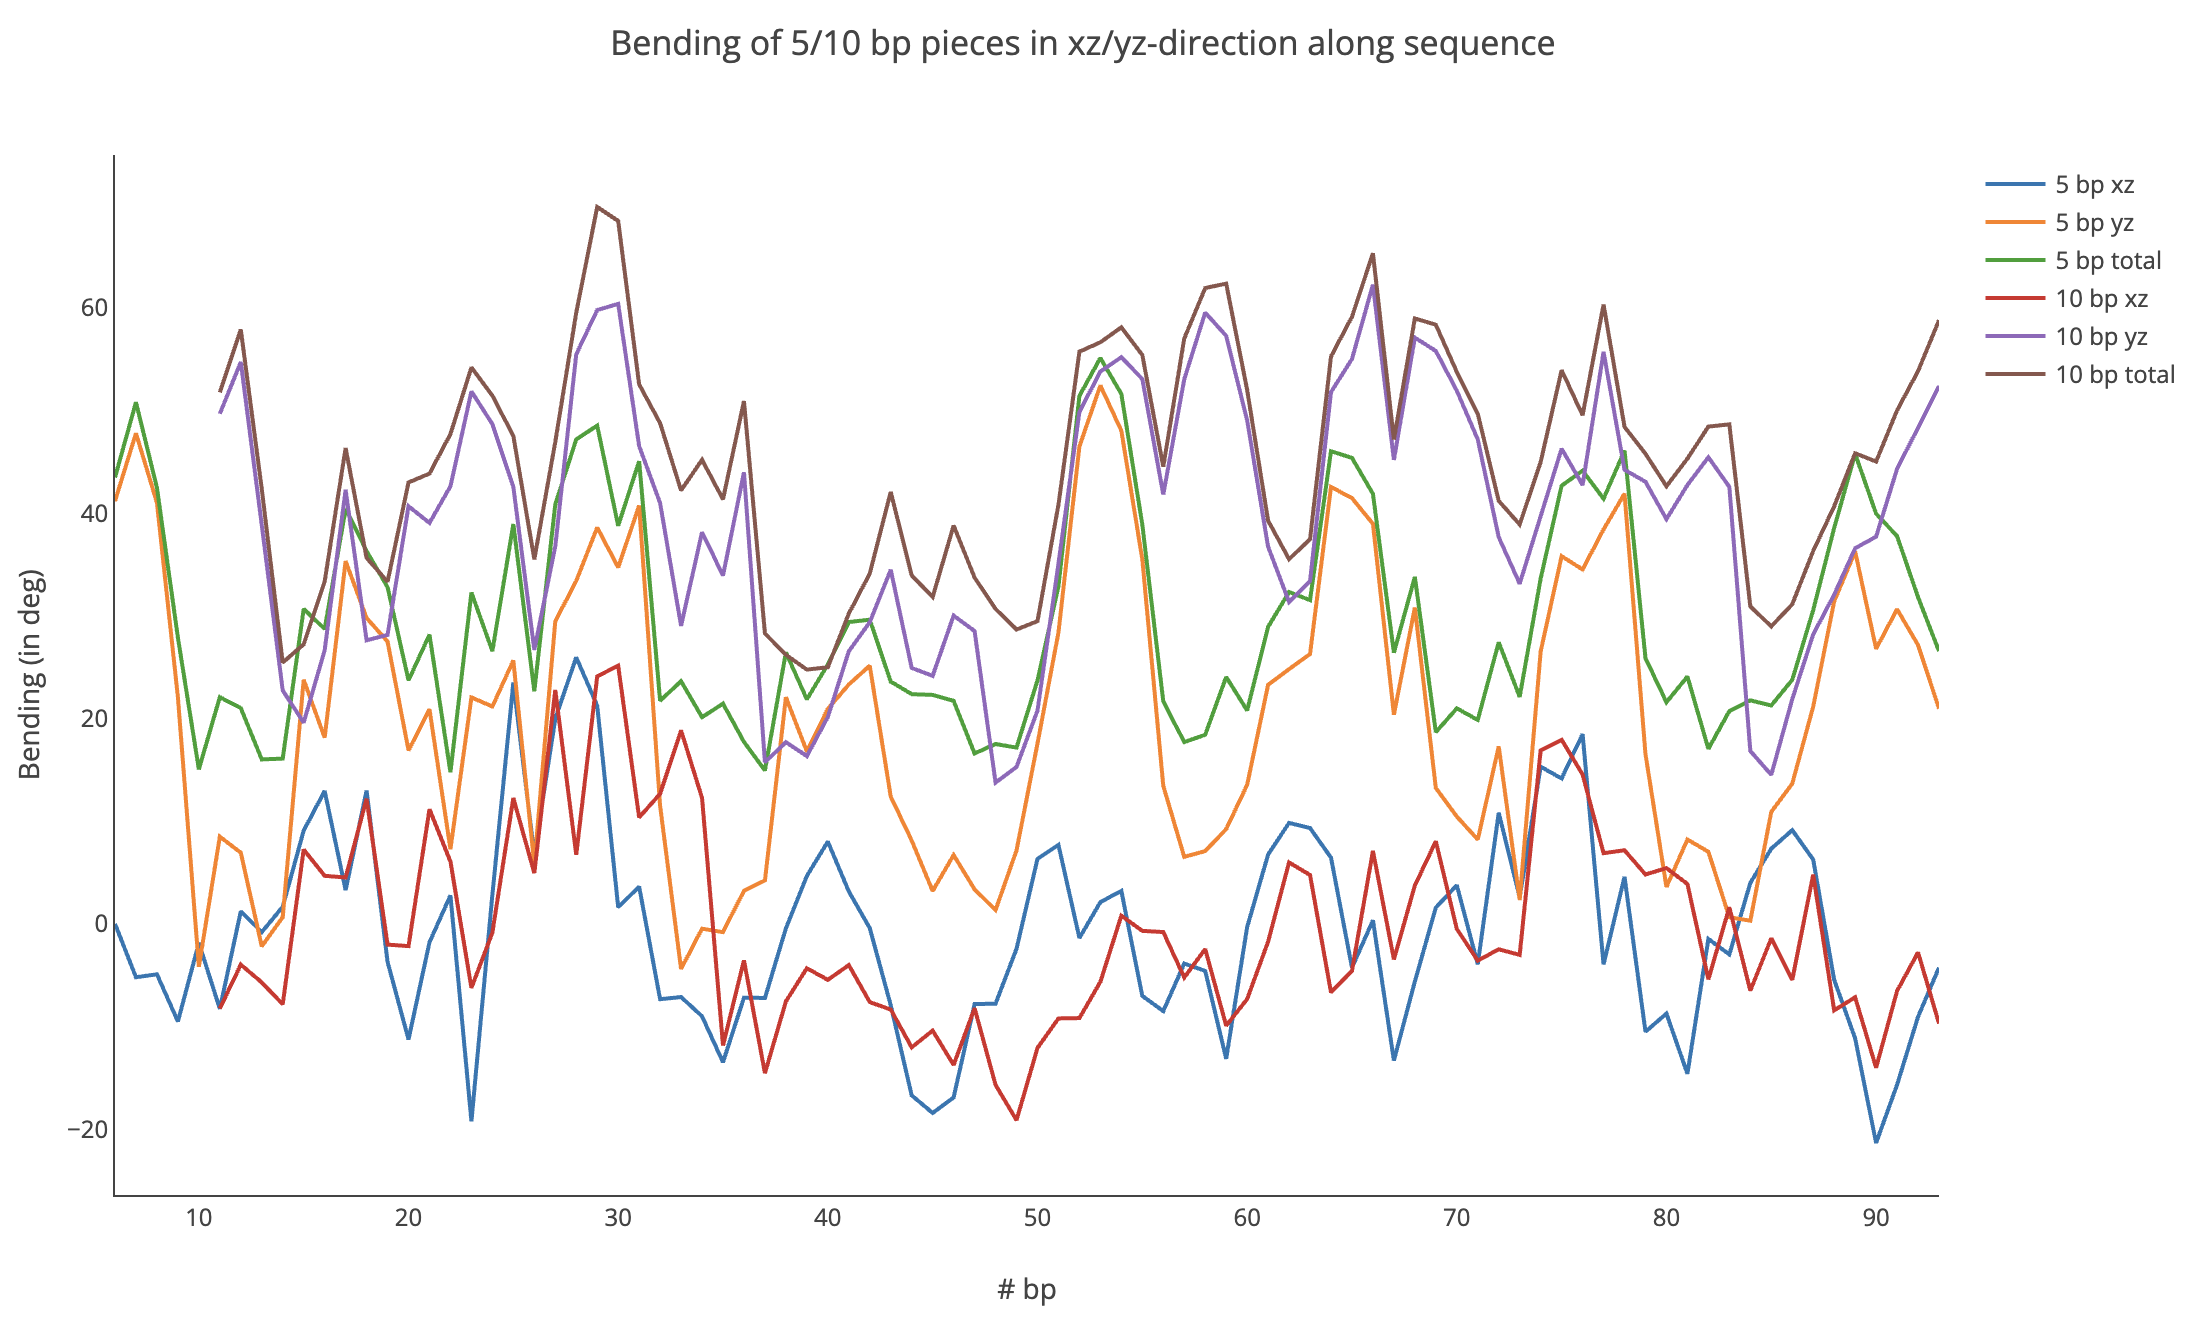 Bending of 5/10 bp pieces in xz/yz-direction along sequence
5 bp xz
5 bp yz
5 bp total
10 bp xz
10 bp yz
10 bp total
Bending (in deg)
60
40
20
0
−20
10 20 30 40 50 60 70 80 90
# bp